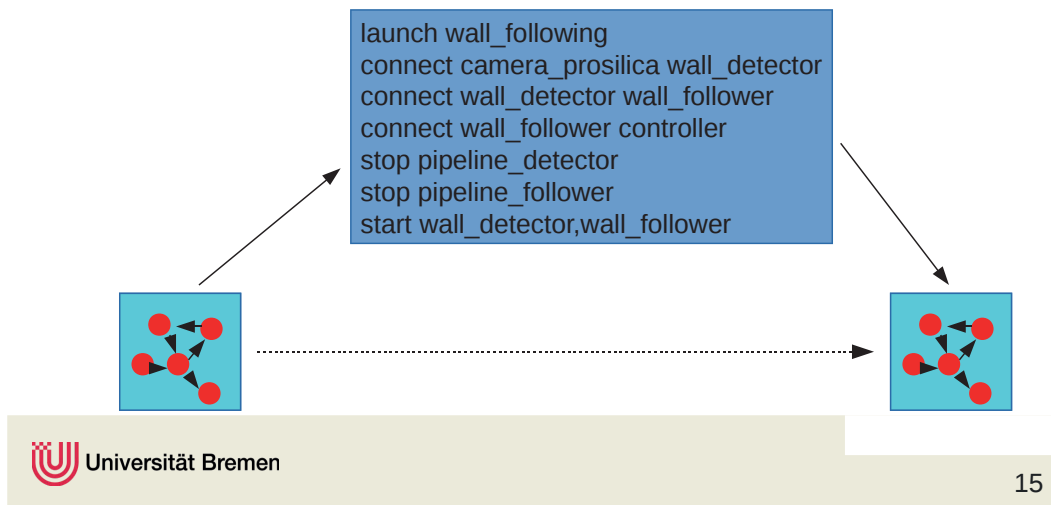 launch wall_following
connect camera_prosilica wall_detector
connect wall_detector wall_follower
connect wall_follower controller
stop pipeline_detector
stop pipeline_follower
start wall_detector,wall_follower
Universität Bremen
15